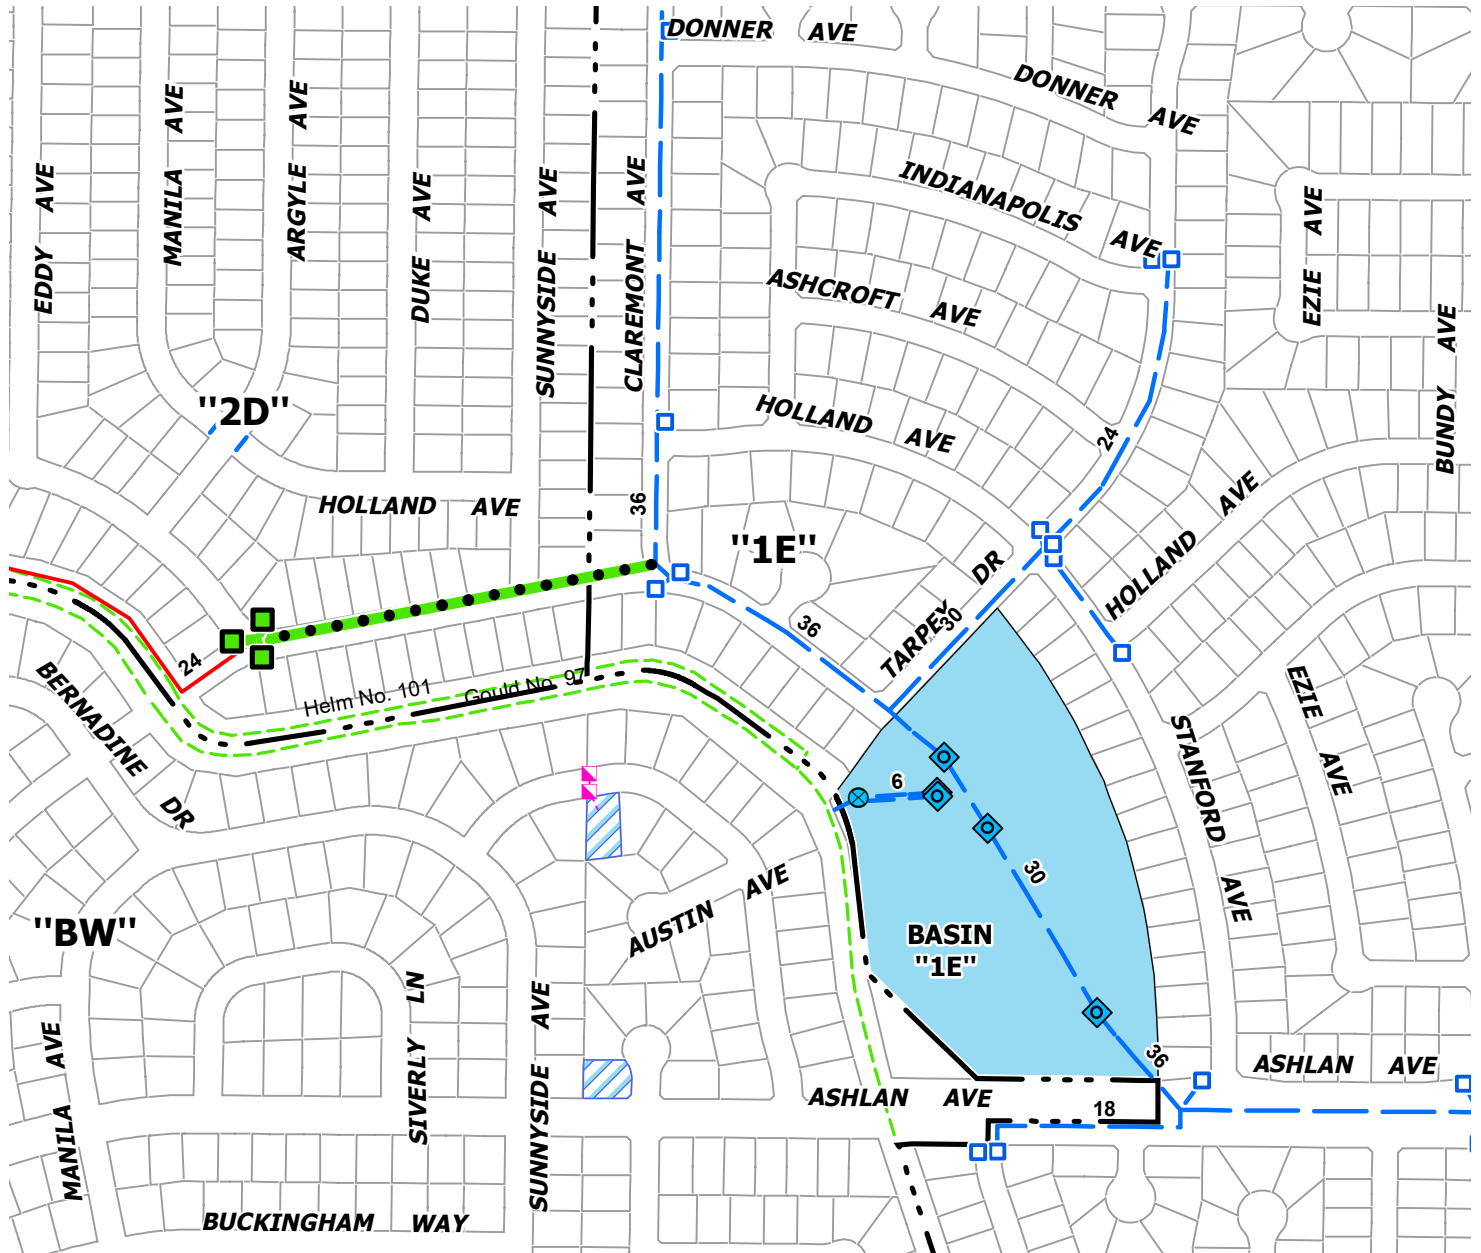 DONNER AVE
DONNER AVE
INDIANAPOLIS AVE
ASHCROFT AVE
HOLLAND AVE
EDDY AVE
MANILA AVE
ARGYLE AVE
DUKE AVE
SUNNYSIDE AVE
CLAREMONT AVE
EZIE AVE
BUNDY AVE
"2D"
HOLLAND AVE
36
"1E"
24
HOLLAND AVE
TARPEY DR
30
36
24
Helm No. 101
Gould No. 97
BERNADINE DR
6
30
BASIN
"1E"
STANFORD AVE
EZIE AVE
AUSTIN AVE
"BW"
MANILA AVE
SIVERLY LN
SUNNYSIDE AVE
36
ASHLAN AVE
ASHLAN AVE
18
BUCKINGHAM WAY